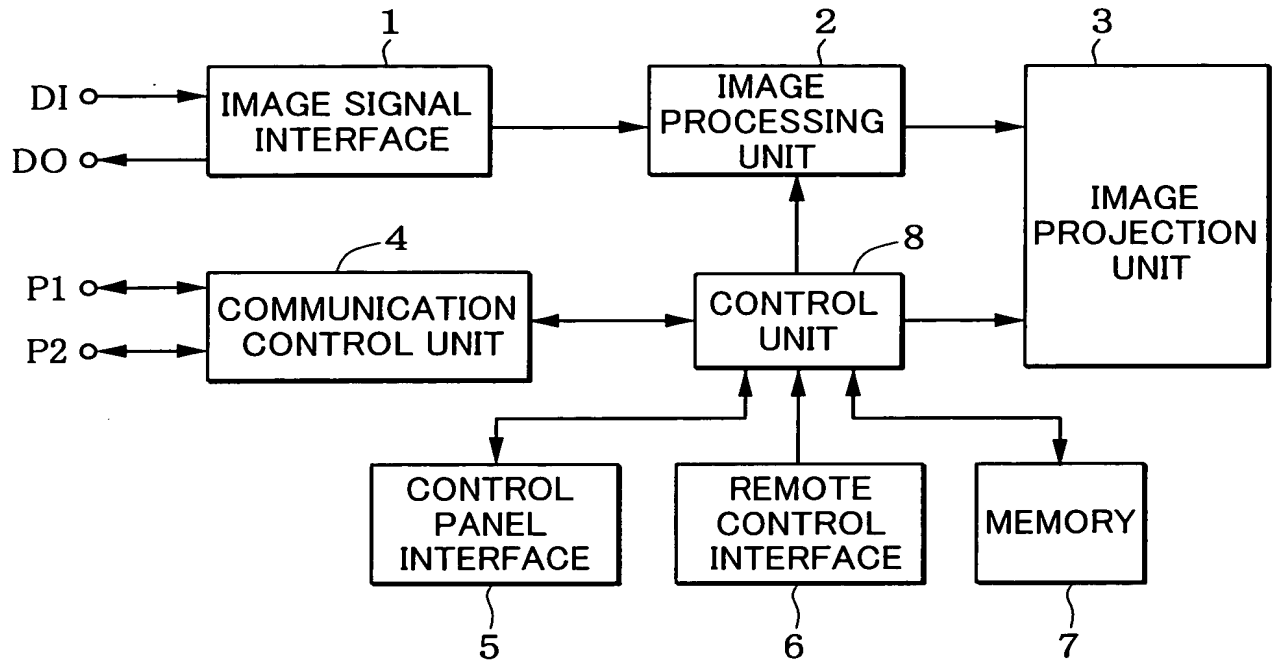 1
2
3
DI
DO
IMAGE SIGNAL
INTERFACE
IMAGE
PROCESSING
UNIT
IMAGE
PROJECTION
UNIT
4
8
P1
P2
COMMUNICATION
CONTROL UNIT
CONTROL
UNIT
CONTROL
PANEL
INTERFACE
REMOTE
CONTROL
INTERFACE
MEMORY
5
6
7